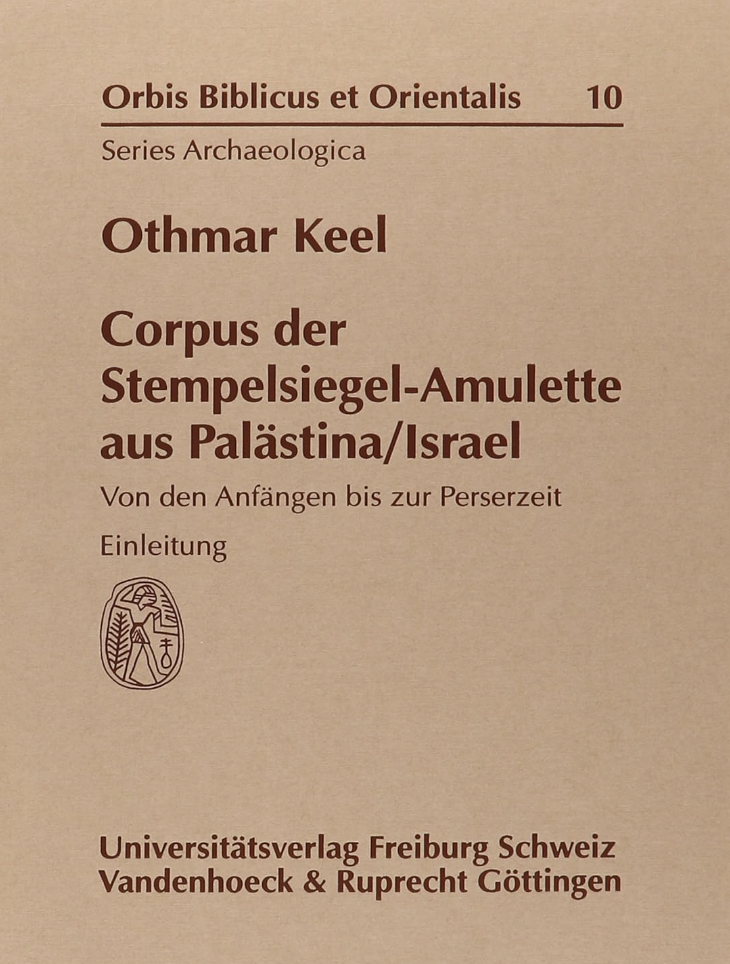 Orbis Biblicus et Orientalis 10
Series Archaeologica
Othmar Keel
Corpus der
Stempelsiegel-Amulette
aus Palästina/Israel
Von den Anfängen bis zur Perserzeit
Einleitung
Universitätsverlag Freiburg Schweiz
Vandenhoeck & Ruprecht Göttingen